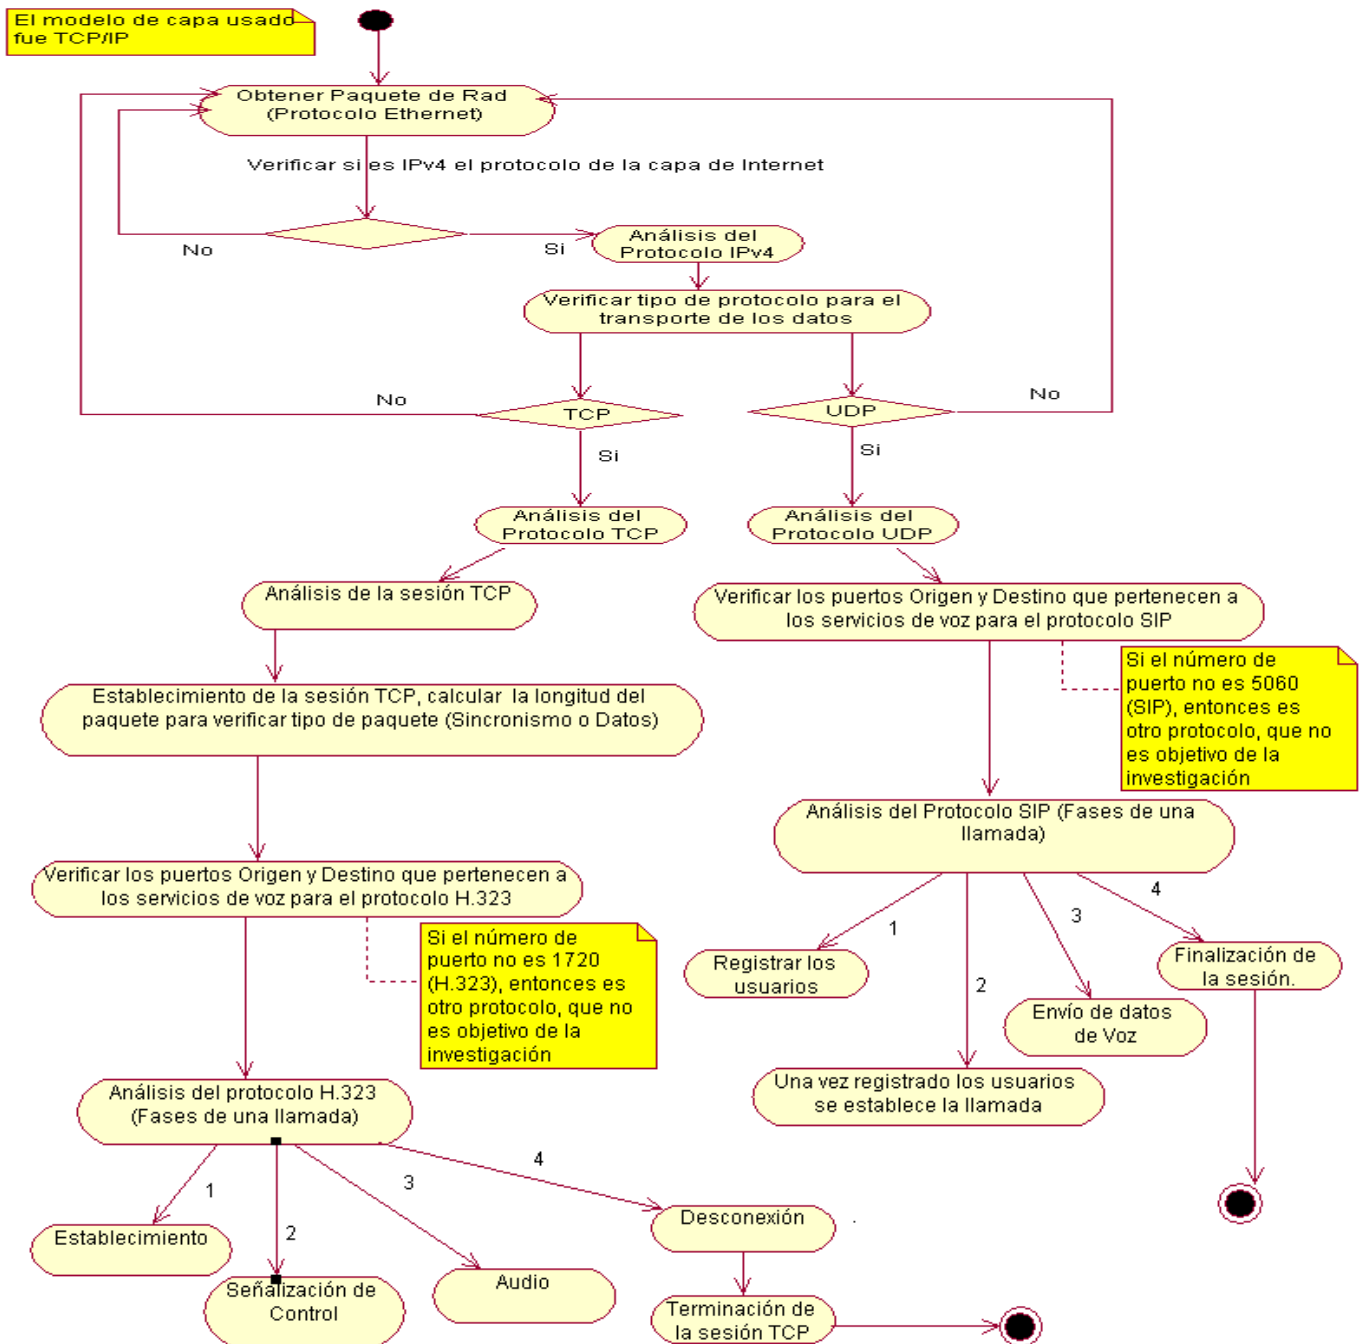 El modelo de capa usado
fue TCP/IP
Obtener Paquete de Rad
(Protocolo Ethernet)
Verificar si es IPv4 el protocolo de la capa de Internet
No
Si
Análisis del
Protocolo IPv4
Verificar tipo de protocolo para el
transporte de los datos
No
TCP
UDP
No
Si
Si
Análisis del
Protocolo TCP
Análisis del
Protocolo UDP
Análisis de la sesión TCP
Verificar los puertos Origen y Destino que pertenecen a
los servicios de voz para el protocolo SIP
Si el número de
puerto no es 5060
(SIP), entonces es
otro protocolo, que no
es objetivo de la
investigación
Establecimiento de la sesión TCP, calcular la longitud del
paquete para verificar tipo de paquete (Sincronismo o Datos)
Análisis del Protocolo SIP (Fases de una
llamada)
Verificar los puertos Origen y Destino que pertenecen a
los servicios de voz para el protocolo H.323
Si el número de
puerto no es 1720
(H.323), entonces es
otro protocolo, que no
es objetivo de la
investigación
1
2
3
4
Registrar los
usuarios
Finalización de
la sesión.
Envío de datos
de Voz
Una vez registrado los usuarios
se establece la llamada
Análisis del protocolo H.323
(Fases de una llamada)
1
2
3
4
Establecimiento
Señalización de
Control
Audio
Desconexión
Terminación de
la sesión TCP